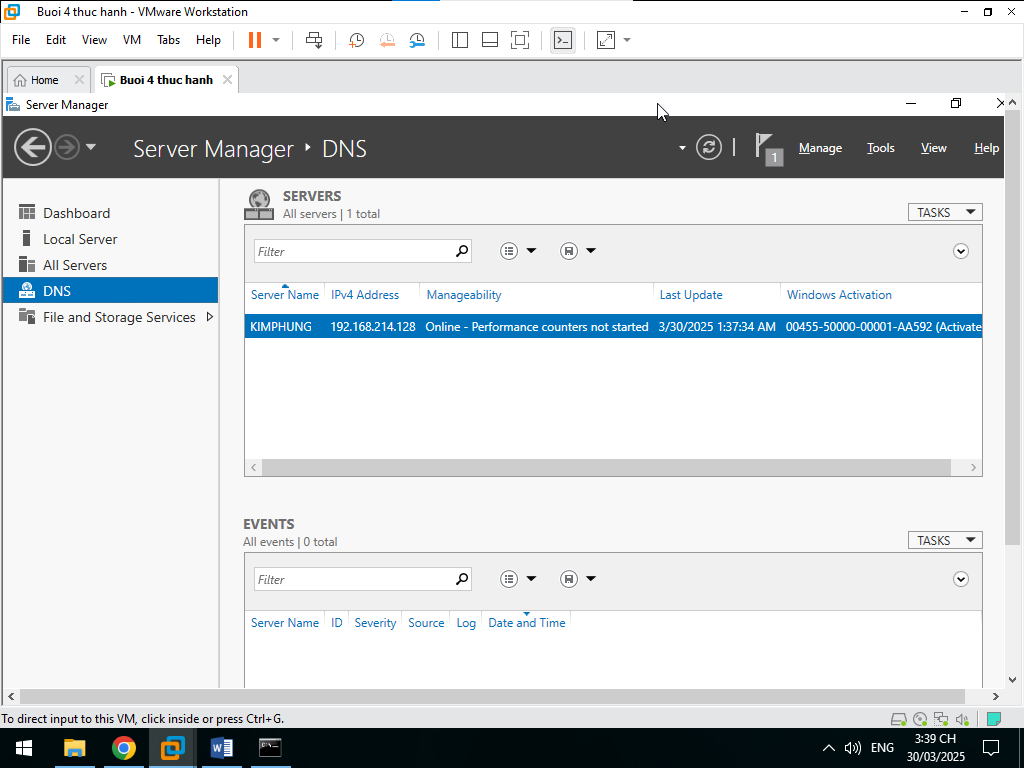 Buoi 4 thuc hanh - VMware Workstation
File Edit View VM Tabs Help
Home Buoi 4 thuc hanh
Server Manager
Server Manager DNS 1 Manage Tools View Help
Dashboard
Local Server
All Servers
DNS
File and Storage Services
SERVERS
All servers | 1 total
TASKS
Filter
Server Name IPv4 Address Manageability Last Update Windows Activation
KIMPHUNG 192.168.214.128 Online - Performance counters not started 3/30/2025 1:37:34 AM 00455-50000-00001-AA592 (Activate
EVENTS
All events | 0 total
TASKS
Filter
Server Name ID Severity Source Log Date and Time
To direct input to this VM, click inside or press Ctrl+G.
ENG
3:39 CH
30/03/2025